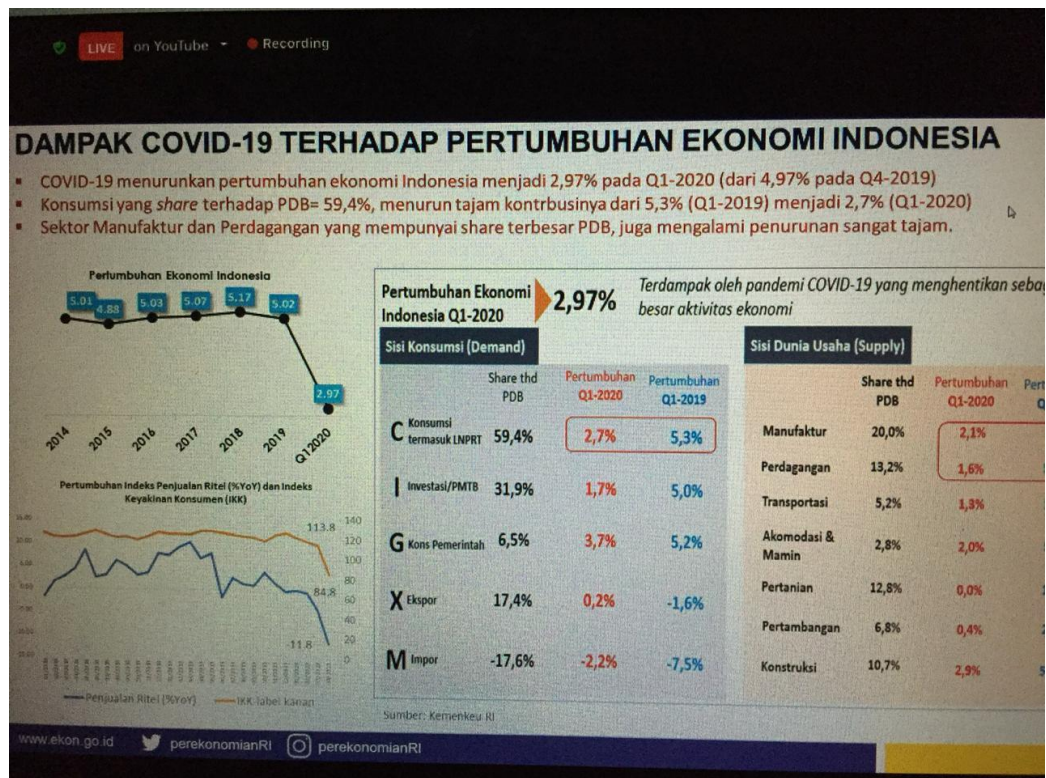 LIVE on YouTube Recording
DAMPAK COVID-19 TERHADAP PERTUMBUHAN EKONOMI INDONESIA
COVID-19 menurunkan pertumbuhan ekonomi Indonesia menjadi 2,97% pada Q1-2020 (dari 4,97% pada Q4-2019)
Konsumsi yang share terhadap PDB= 59,4%, menurun tajam kontrbusinya dari 5,3% (Q1-2019) menjadi 2,7% (Q1-2020)
Sektor Manufaktur dan Perdagangan yang mempunyai share terbesar PDB, juga mengalami penurunan sangat tajam.
Pertumbuhan Ekonomi Indonesia
5.01 4.88 5.03 5.07 5.17 5.02
2.97
2014 2015 2016 2017 2018 2019 Q12020
Pertumbuhan Indeks Penjualan Ritel (%YoY) dan Indeks
Keyakinan Konsumen (IKK)
113.8
84,8
-11.8
140
120
100
80
60
40
20
0
Penjualan Ritel (%YoY) IKK-label kanan
Pertumbuhan Ekonomi
Indonesia Q1-2020
2,97%
Terdampak oleh pandemi COVID-19 yang menghentikan sebag
besar aktivitas ekonomi
Sisi Konsumsi (Demand)
Share thd
PDB
Pertumbuhan
Q1-2020
Pertumbuhan
Q1-2019
C Konsumsi
termasuk LNPRT 59,4% 2,7% 5,3%
I Investasi/PMTB 31,9% 1,7% 5,0%
G Kons Pemerintah 6,5% 3,7% 5,2%
X Ekspor 17,4% 0,2% -1,6%
M Impor -17,6% -2,2% -7,5%
Sumber: Kemenkeu RI
Sisi Dunia Usaha (Supply)
Share thd
PDB
Pertumbuhan
Q1-2020
Pert
Q
Manufaktur 20,0% 2,1%
Perdagangan 13,2% 1,6%
Transportasi 5,2% 1,3%
Akomodasi &
Mamin 2,8% 2,0%
Pertanian 12,8% 0,0%
Pertambangan 6,8% 0,4%
Konstruksi 10,7% 2,9% 5
www.ekon.go.id perekonomianRI perekonomianRI